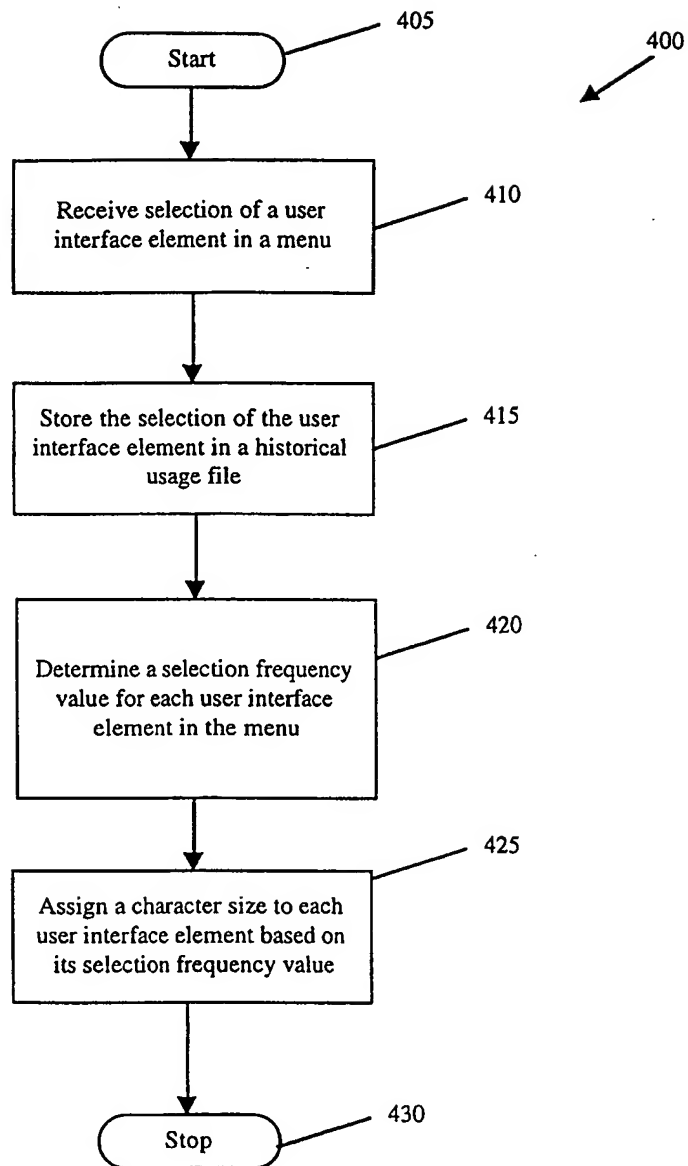 405
Start
400
410
Receive selection of a user
interface element in a menu
415
Store the selection of the user
interface element in a historical
usage file
420
Determine a selection frequency
value for each user interface
element in the menu
425
Assign a character size to each
user interface element based on
its selection frequency value
430
Stop